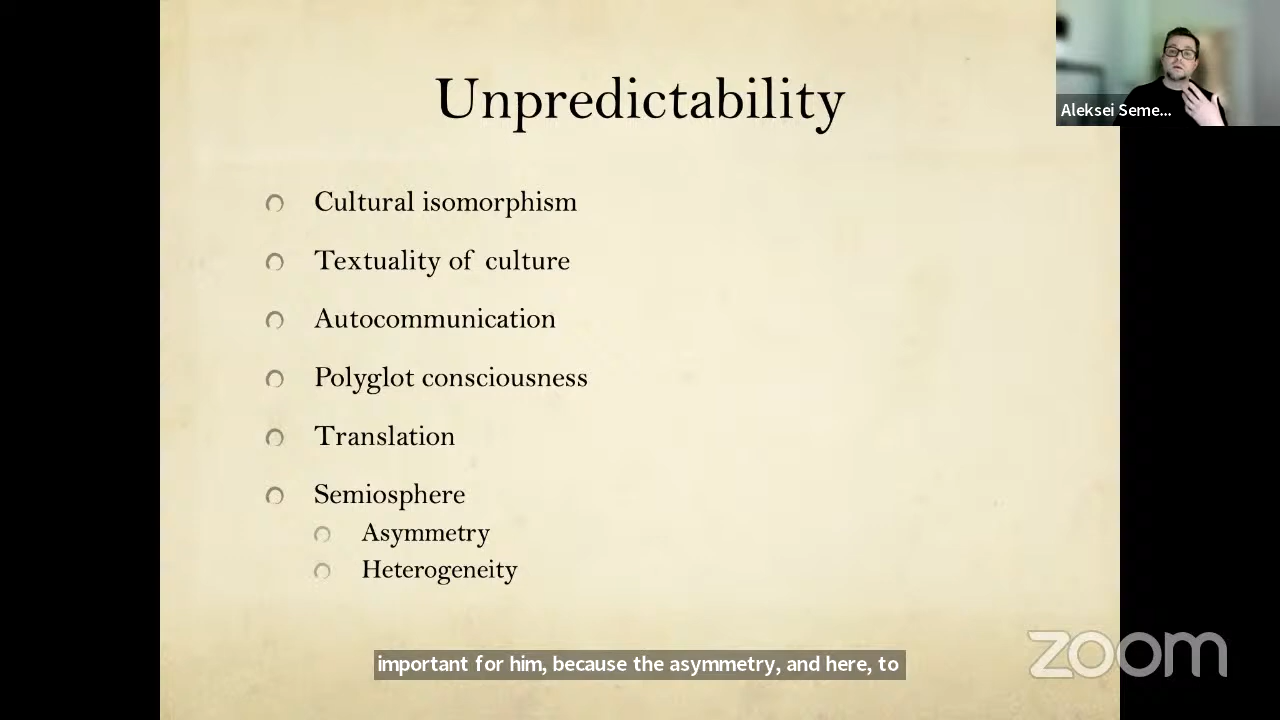 Unpredictability
Aleksei Seme...
Cultural isomorphism
Textuality of culture
Autocommunication
Polyglot consciousness
Translation
Semiosphere
Asymmetry
Heterogeneity
important for him, because the asymmetry, and here, to
zoom